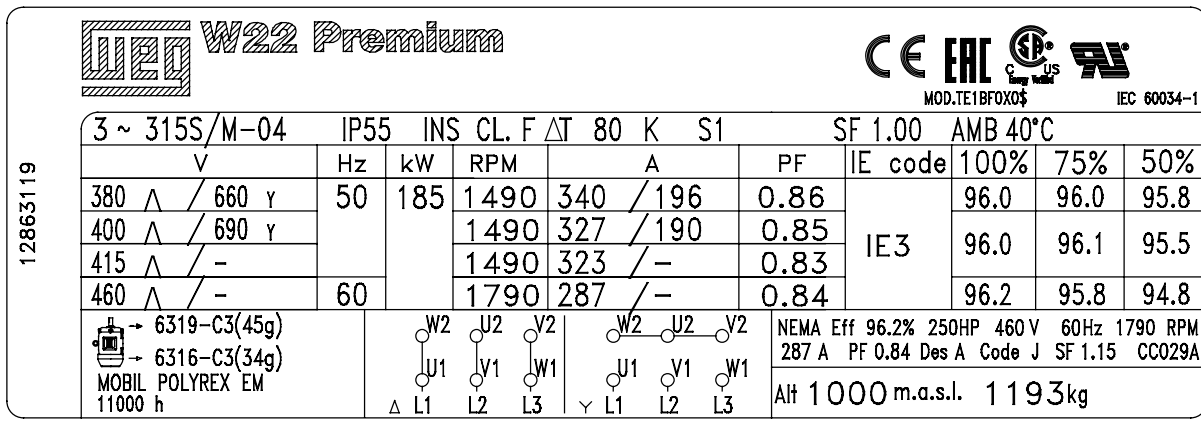 WEG W22 Premium
CE EAC C SA US Energy Verified RU
MOD.TE1BFOX0$ IEC 60034-1
12863119
3 ~ 315S/M-04 IP55 INS CL. F ΔT 80 K S1 SF 1.00 AMB 40°C
V Hz kW RPM A PF IE code 100% 75% 50%
380 Δ / 660 Y 50 185 1490 340 / 196 0.86 96.0 96.0 95.8
400 Δ / 690 Y 1490 327 / 190 0.85 IE3 96.0 96.1 95.5
415 Δ / - 1490 323 / - 0.83
460 Δ / - 60 1790 287 / - 0.84 96.2 95.8 94.8
→ 6319-C3(45g)
→ 6316-C3(34g)
MOBIL POLYREX EM
11000 h
W2 U2 V2
U1 V1 W1
Δ L1 L2 L3
W2 U2 V2
U1 V1 W1
Y L1 L2 L3
NEMA Eff 96.2% 250HP 460 V 60Hz 1790 RPM
287 A PF 0.84 Des A Code J SF 1.15 CC029A
Alt 1000 m.a.s.l. 1193kg